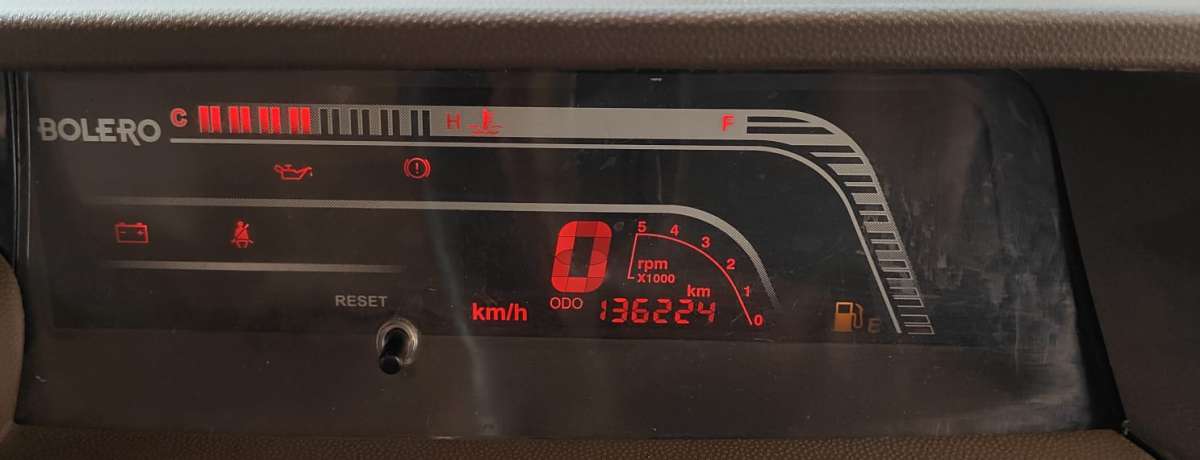 BOLERO
C H F
5 4 3 2 1 0
rpm
X1000
0
km
RESET
ODO
km/h 136224
E